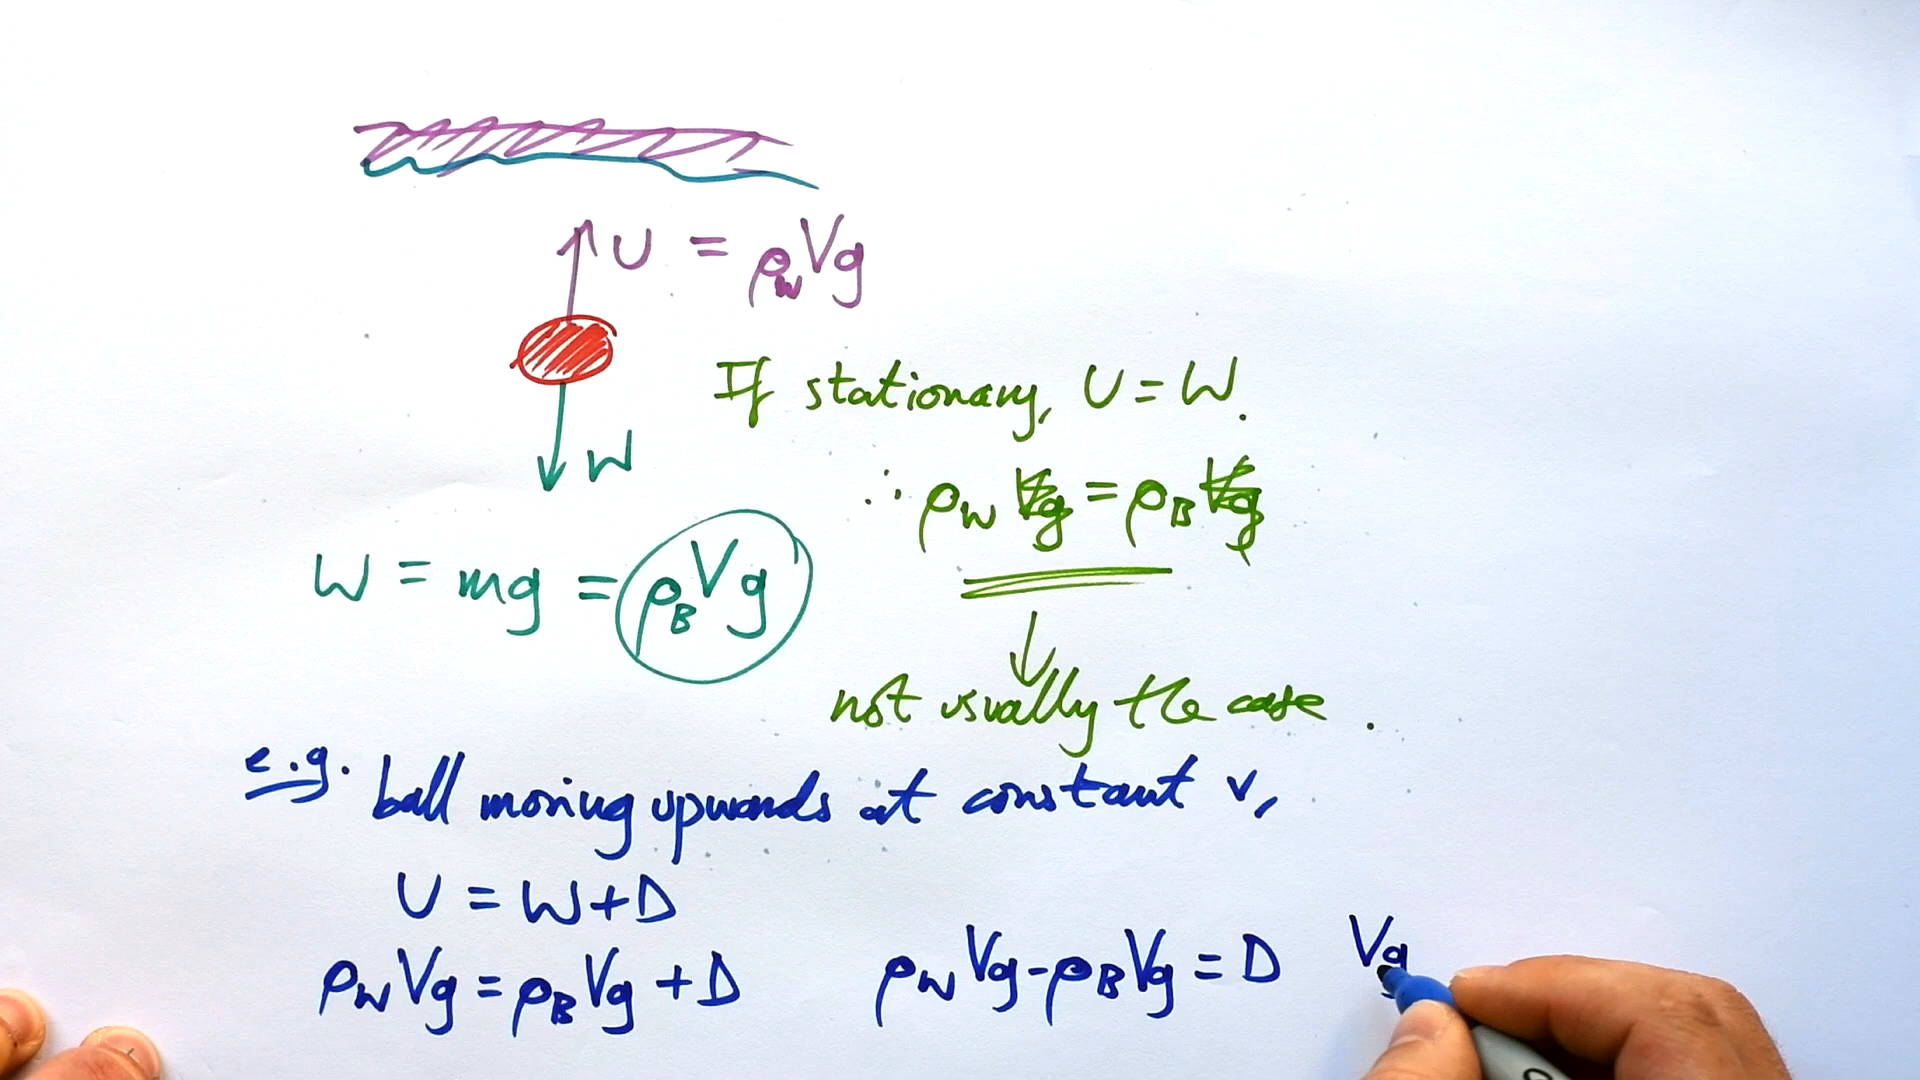 U = ρ_W Vg
If stationary, U = W.
W
∴ ρ_W Vg = ρ_B Vg
W = mg = ρ_B Vg
not usually the case.
e.g. ball moving upwards at constant v,
U = W + D
ρ_W Vg = ρ_B Vg + D
ρ_W Vg - ρ_B Vg = D
Vg